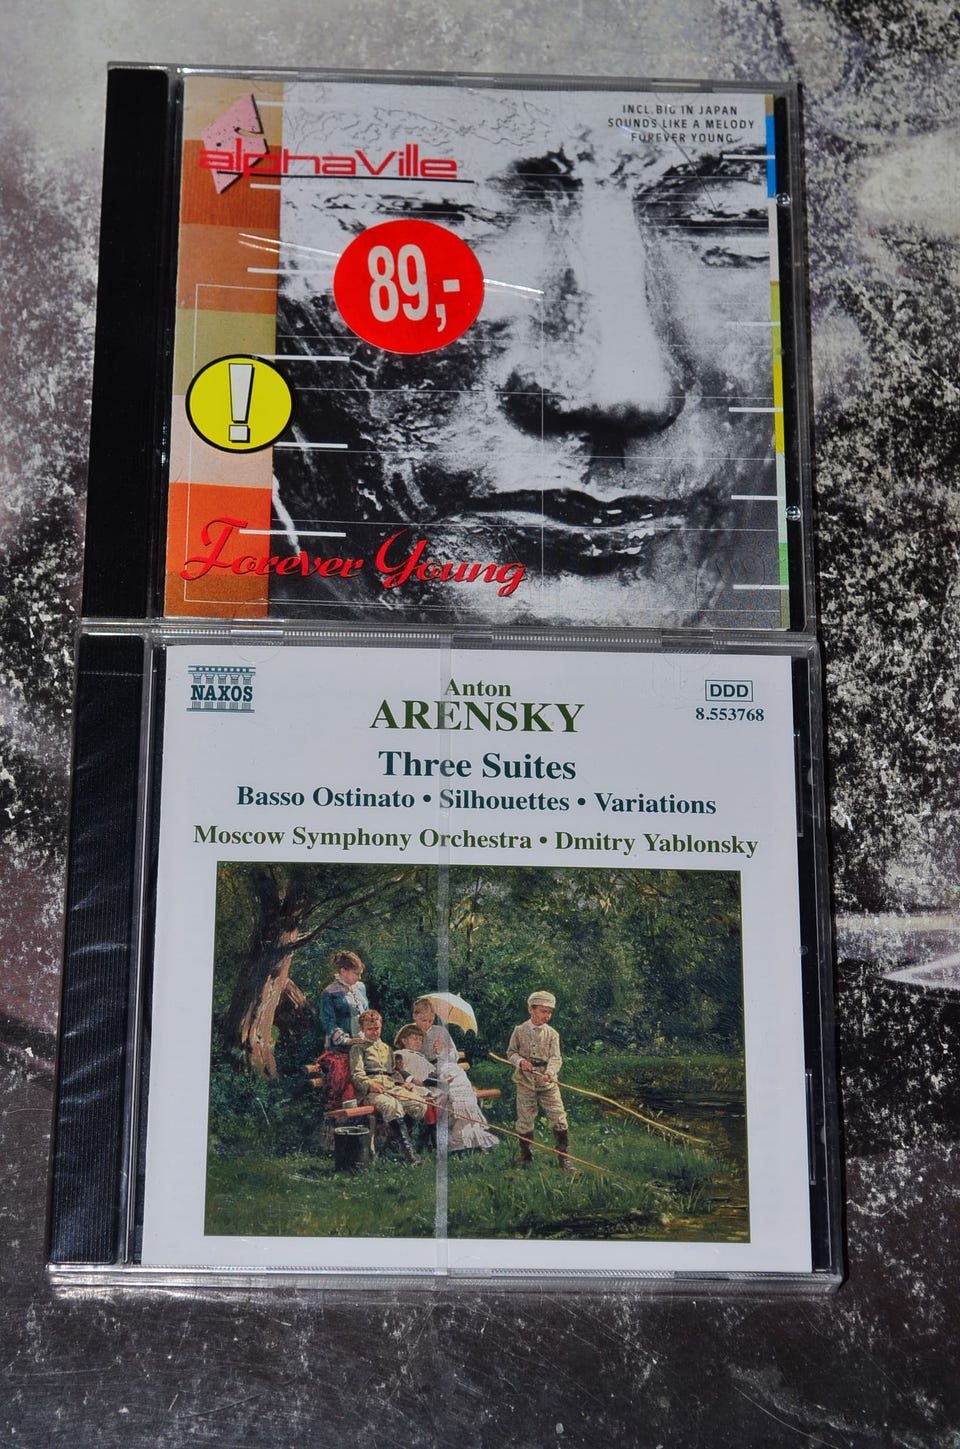 INCL.BIG IN JAPAN
SOUNDS LIKE A MELODY
FOREVER YOUNG
alphaVille
89,-
!
Forever Young
NAXOS
DDD
8.553768
Anton
ARENSKY
Three Suites
Basso Ostinato • Silhouettes • Variations
Moscow Symphony Orchestra • Dmitry Yablonsky